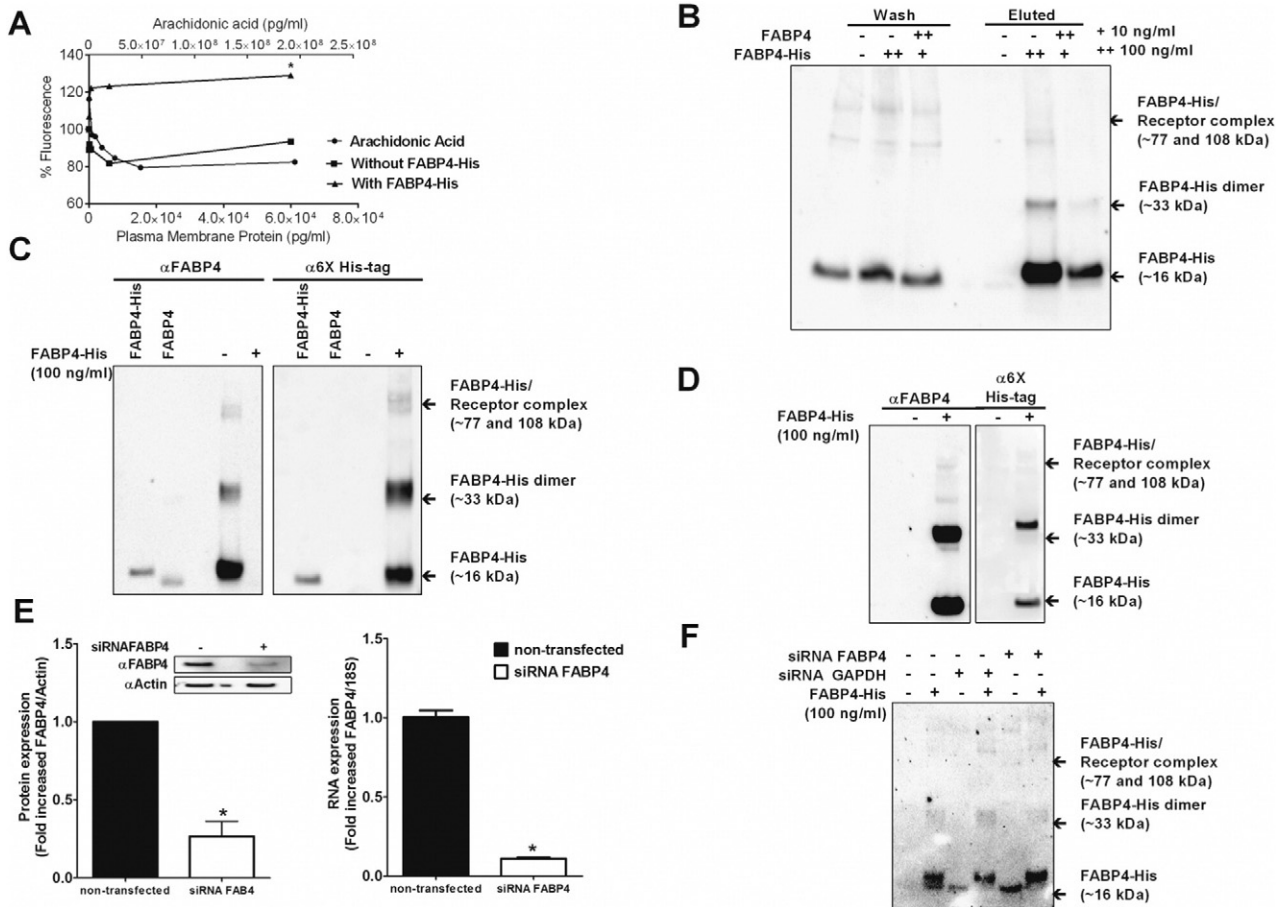 A
Arachidonic acid (pg/ml)
0 5.0×10⁷ 1.0×10⁸ 1.5×10⁸ 2.0×10⁸ 2.5×10⁸
% Fluorescence
140
120
100
80
60
*
Arachidonic Acid
Without FABP4-His
With FABP4-His
0 2.0×10⁴ 4.0×10⁴ 6.0×10⁴ 8.0×10⁴
Plasma Membrane Protein (pg/ml)
B
Wash Eluted
FABP4 - - ++ - - ++ + 10 ng/ml
FABP4-His - ++ + - ++ + ++ 100 ng/ml
FABP4-His/
Receptor complex
(~77 and 108 kDa)
FABP4-His dimer
(~33 kDa)
FABP4-His
(~16 kDa)
C
αFABP4 α6X His-tag
FABP4-His FABP4 FABP4-His FABP4
FABP4-His - + - +
(100 ng/ml)
FABP4-His/
Receptor complex
(~77 and 108 kDa)
FABP4-His dimer
(~33 kDa)
FABP4-His
(~16 kDa)
D
αFABP4 α6X
His-tag
FABP4-His - + - +
(100 ng/ml)
FABP4-His/
Receptor complex
(~77 and 108 kDa)
FABP4-His dimer
(~33 kDa)
FABP4-His
(~16 kDa)
E
siRNAFABP4 - +
αFABP4
αActin
Protein expression
(Fold increased FABP4/Actin)
1.5
1.0
0.5
0.0
*
non-transfected siRNA FAB4
RNA expression
(Fold increased FABP4/18S)
1.5
1.0
0.5
0.0
*
non-transfected siRNA FABP4
non-transfected
siRNA FABP4
F
siRNA FABP4 - - - - + +
siRNA GAPDH - - + + - -
FABP4-His - + - + - +
(100 ng/ml)
FABP4-His/
Receptor complex
(~77 and 108 kDa)
FABP4-His dimer
(~33 kDa)
FABP4-His
(~16 kDa)